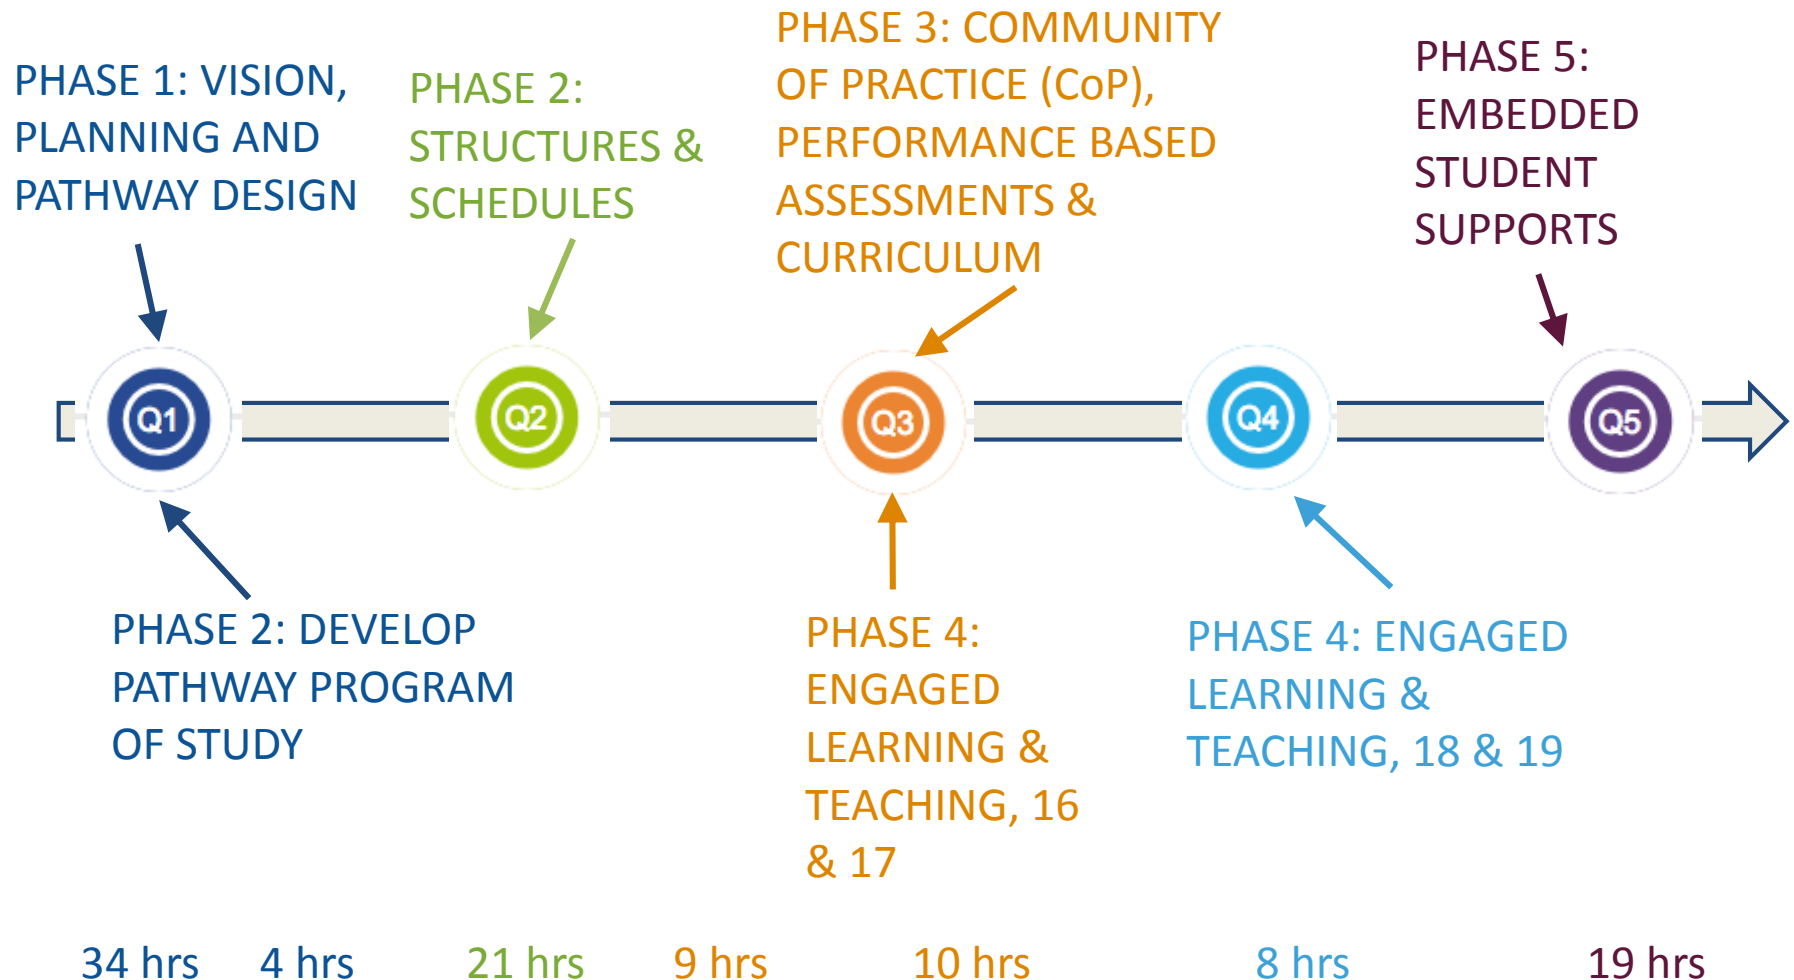 PHASE 1: VISION,
PLANNING AND
PATHWAY DESIGN
PHASE 2:
STRUCTURES &
SCHEDULES
PHASE 3: COMMUNITY
OF PRACTICE (CoP),
PERFORMANCE BASED
ASSESSMENTS &
CURRICULUM
PHASE 5:
EMBEDDED
STUDENT
SUPPORTS
Q1
Q2
Q3
Q4
Q5
PHASE 2: DEVELOP
PATHWAY PROGRAM
OF STUDY
PHASE 4:
ENGAGED
LEARNING &
TEACHING, 16
& 17
PHASE 4: ENGAGED
LEARNING &
TEACHING, 18 & 19
34 hrs
4 hrs
21 hrs
9 hrs
10 hrs
8 hrs
19 hrs